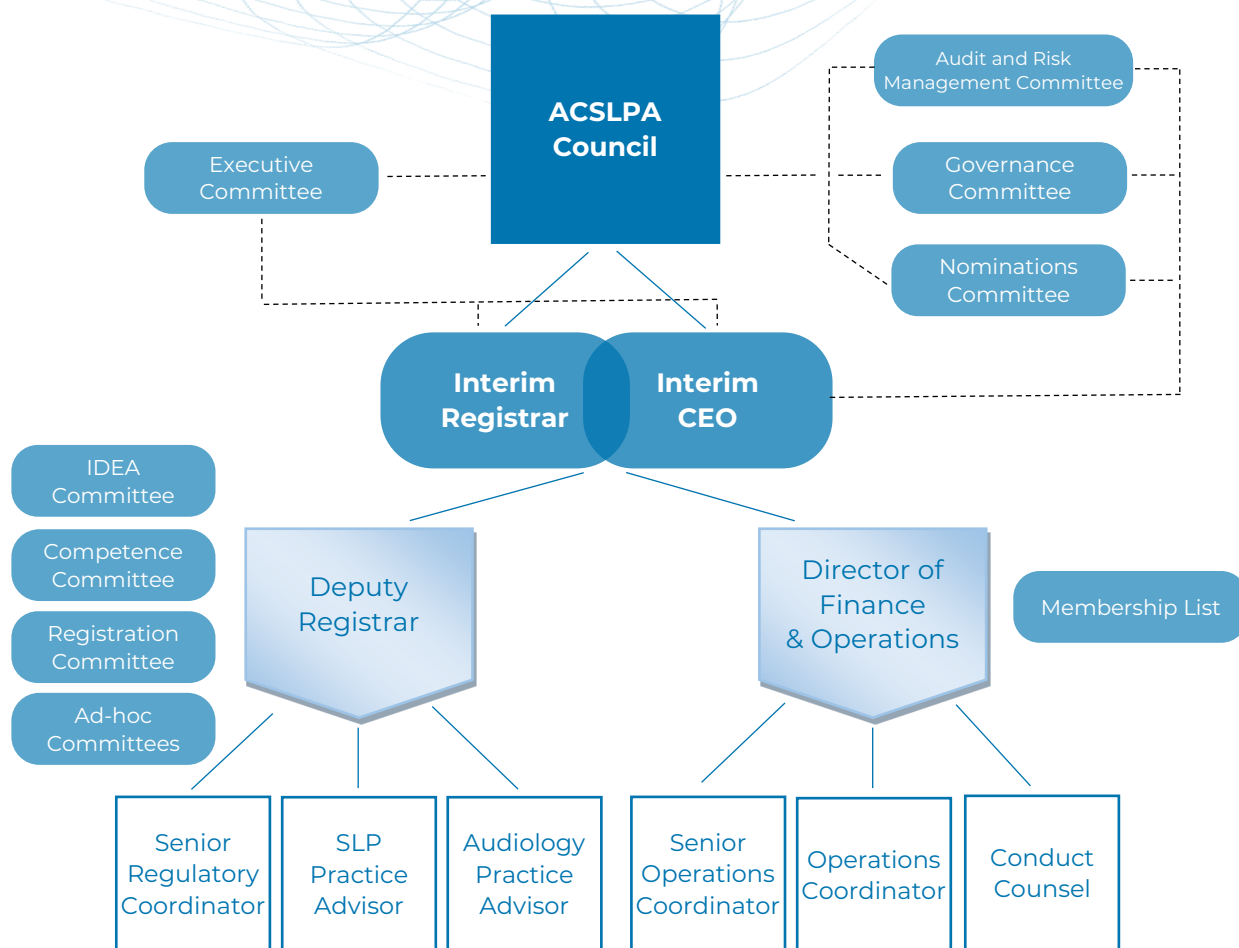 ACSLPA
Council
Audit and Risk
Management Committee
Executive
Committee
Governance
Committee
Nominations
Committee
Interim
Registrar
Interim
CEO
IDEA
Committee
Competence
Committee
Registration
Committee
Ad-hoc
Committees
Deputy
Registrar
Director of
Finance
& Operations
Membership List
Senior
Regulatory
Coordinator
SLP
Practice
Advisor
Audiology
Practice
Advisor
Senior
Operations
Coordinator
Operations
Coordinator
Conduct
Counsel